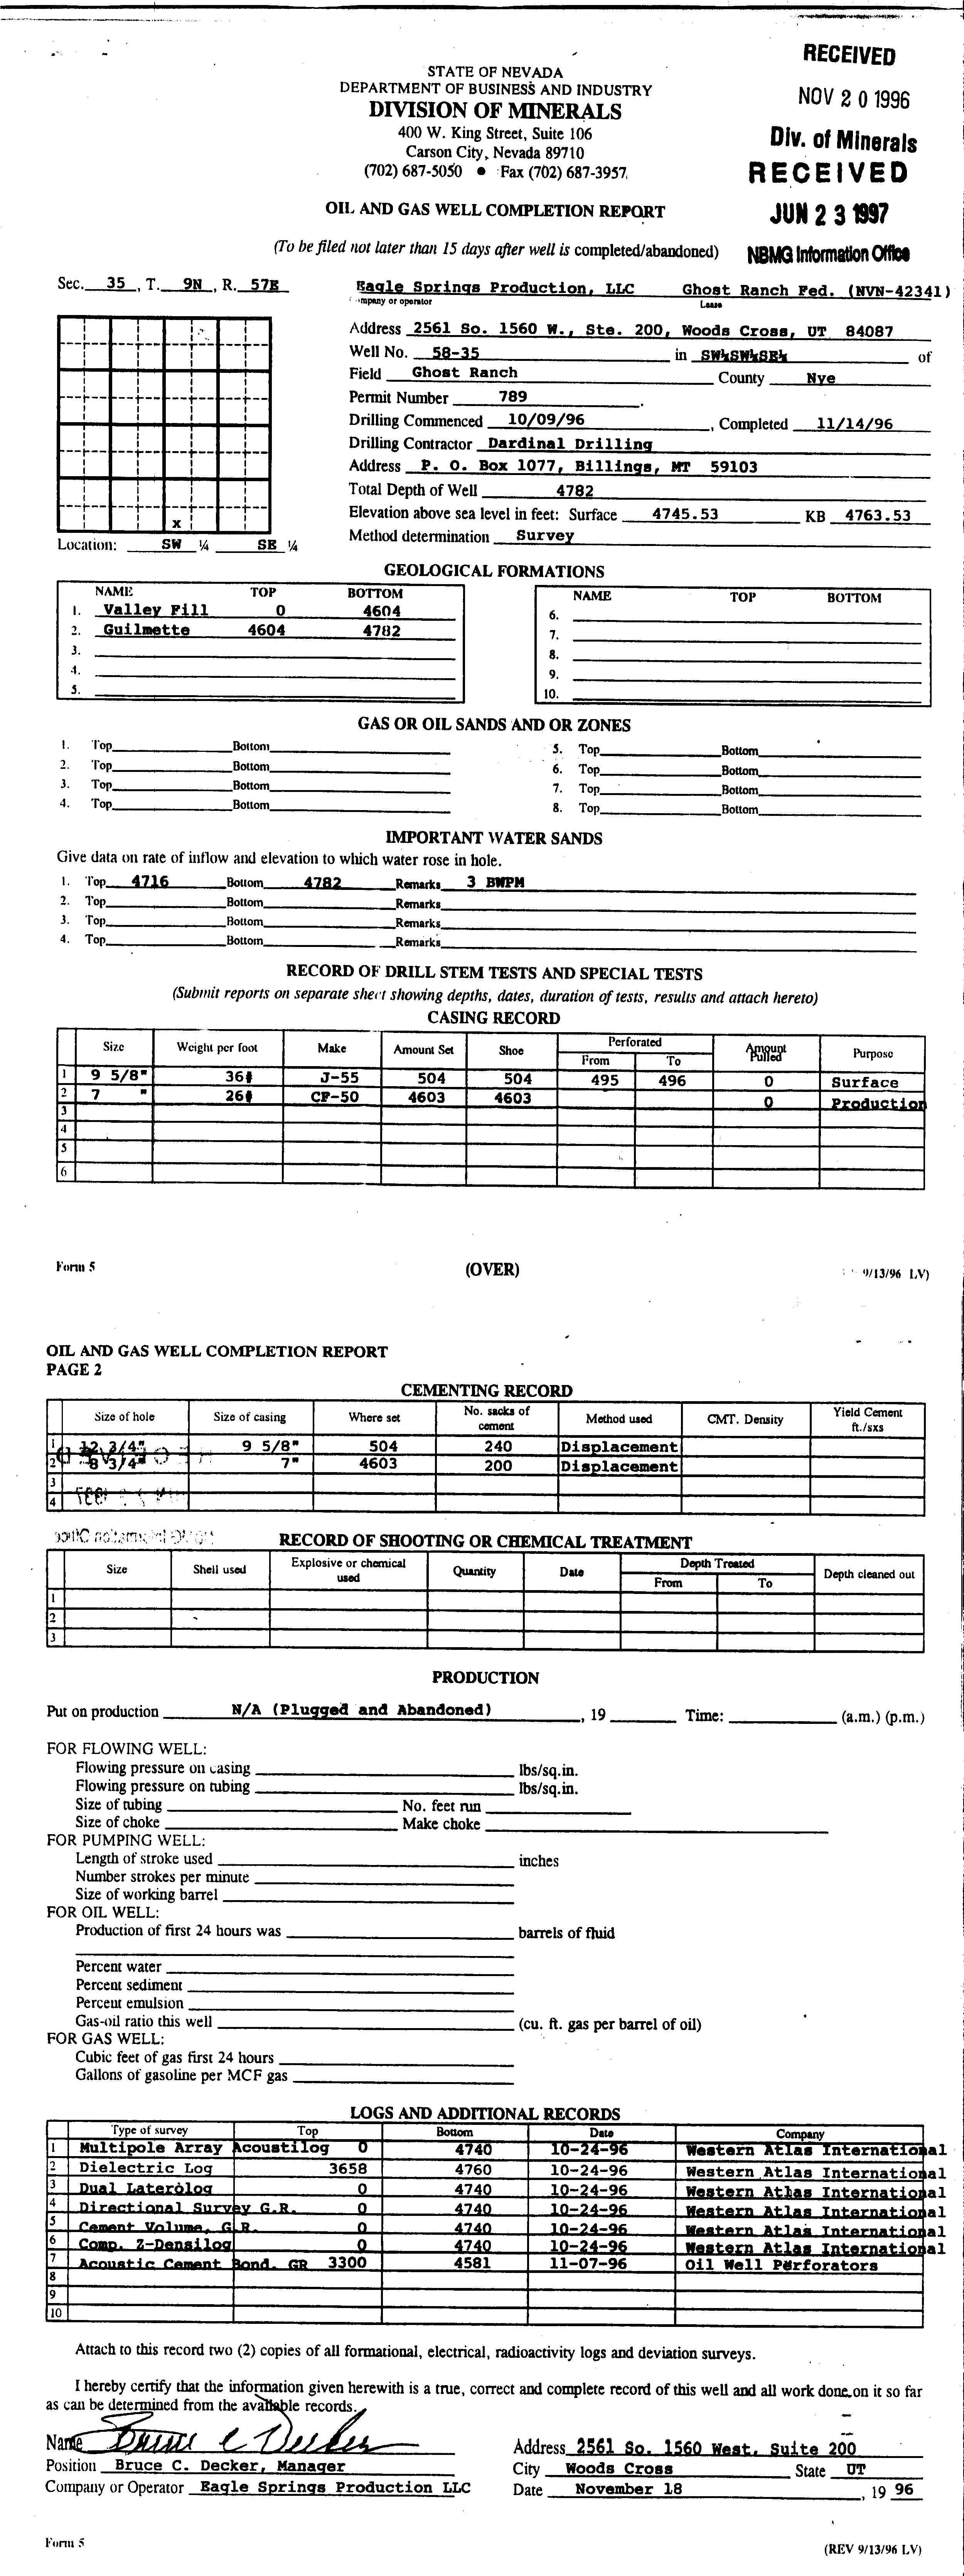 RECEIVED
NOV 20 1996
Div. of Minerals
RECEIVED
JUN 23 1997
NBMG Information Office
STATE OF NEVADA
DEPARTMENT OF BUSINESS AND INDUSTRY
DIVISION OF MINERALS
400 W. King Street, Suite 106
Carson City, Nevada 89710
(702) 687-5050 ● Fax (702) 687-3957
OIL AND GAS WELL COMPLETION REPORT
(To be filed not later than 15 days after well is completed/abandoned)
Sec. 35, T. 9N, R. 57E
Eagle Springs Production, LLC Ghost Ranch Fed. (NVN-42341)
Company or operator Lease
Address 2561 So. 1560 W., Ste. 200, Woods Cross, UT 84087
Well No. 58-35 in SW¼SW¼SE¼ of
Field Ghost Ranch County Nye
Permit Number 789
Drilling Commenced 10/09/96, Completed 11/14/96
Drilling Contractor Dardinal Drilling
Address P. O. Box 1077, Billings, MT 59103
Total Depth of Well 4782
Elevation above sea level in feet: Surface 4745.53 KB 4763.53
Method determination Survey
X
Location: SW ¼ SE ¼
GEOLOGICAL FORMATIONS
NAME TOP BOTTOM NAME TOP BOTTOM
1. Valley Fill 0 4604 6.
2. Guilmette 4604 4782 7.
3. 8.
4. 9.
5. 10.
GAS OR OIL SANDS AND OR ZONES
1. Top Bottom 5. Top Bottom
2. Top Bottom 6. Top Bottom
3. Top Bottom 7. Top Bottom
4. Top Bottom 8. Top Bottom
IMPORTANT WATER SANDS
Give data on rate of inflow and elevation to which water rose in hole.
1. Top 4716 Bottom 4782 Remarks 3 BWPM
2. Top Bottom Remarks
3. Top Bottom Remarks
4. Top Bottom Remarks
RECORD OF DRILL STEM TESTS AND SPECIAL TESTS
(Submit reports on separate sheet showing depths, dates, duration of tests, results and attach hereto)
CASING RECORD
Size Weight per foot Make Amount Set Shoe Perforated From To Amount Pulled Purpose
1 9 5/8" 36# J-55 504 504 495 496 0 Surface
2 7 " 26# CF-50 4603 4603 0 Production
3
4
5
6
Form 5 (OVER) 9/13/96 LV)
OIL AND GAS WELL COMPLETION REPORT
PAGE 2
CEMENTING RECORD
Size of hole Size of casing Where set No. sacks of cement Method used CMT. Density Yield Cement ft./sxs
1 12 3/4" 9 5/8" 504 240 Displacement
2 8 3/4" 7" 4603 200 Displacement
3
4
RECORD OF SHOOTING OR CHEMICAL TREATMENT
Size Shell used Explosive or chemical used Quantity Date Depth Treated From To Depth cleaned out
1
2
3
PRODUCTION
Put on production N/A (Plugged and Abandoned), 19 Time: (a.m.) (p.m.)
FOR FLOWING WELL:
Flowing pressure on casing lbs/sq.in.
Flowing pressure on tubing lbs/sq.in.
Size of tubing No. feet run
Size of choke Make choke
FOR PUMPING WELL:
Length of stroke used inches
Number strokes per minute
Size of working barrel
FOR OIL WELL:
Production of first 24 hours was barrels of fluid
Percent water
Percent sediment
Percent emulsion
Gas-oil ratio this well (cu. ft. gas per barrel of oil)
FOR GAS WELL:
Cubic feet of gas first 24 hours
Gallons of gasoline per MCF gas
LOGS AND ADDITIONAL RECORDS
Type of survey Top Bottom Date Company
1 Multipole Array Acoustilog 0 4740 10-24-96 Western Atlas International
2 Dielectric Log 3658 4760 10-24-96 Western Atlas International
3 Dual Laterolog 0 4740 10-24-96 Western Atlas International
4 Directional Survey G.R. 0 4740 10-24-96 Western Atlas International
5 Cement Volume, G.R. 0 4740 10-24-96 Western Atlas International
6 Comp. Z-Densilog 0 4740 10-24-96 Western Atlas International
7 Acoustic Cement Bond. GR 3300 4581 11-07-96 Oil Well Perforators
8
9
10
Attach to this record two (2) copies of all formational, electrical, radioactivity logs and deviation surveys.
I hereby certify that the information given herewith is a true, correct and complete record of this well and all work done on it so far
as can be determined from the available records.
Name Bruce C Decker
Address 2561 So. 1560 West, Suite 200
Position Bruce C. Decker, Manager City Woods Cross State UT
Company or Operator Eagle Springs Production LLC Date November 18, 19 96
Form 5 (REV 9/13/96 LV)